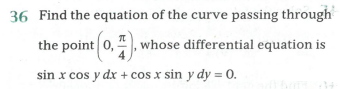 36 Find the equation of the curve passing through
the point (0, π/4), whose differential equation is
sin x cos y dx + cos x sin y dy = 0.